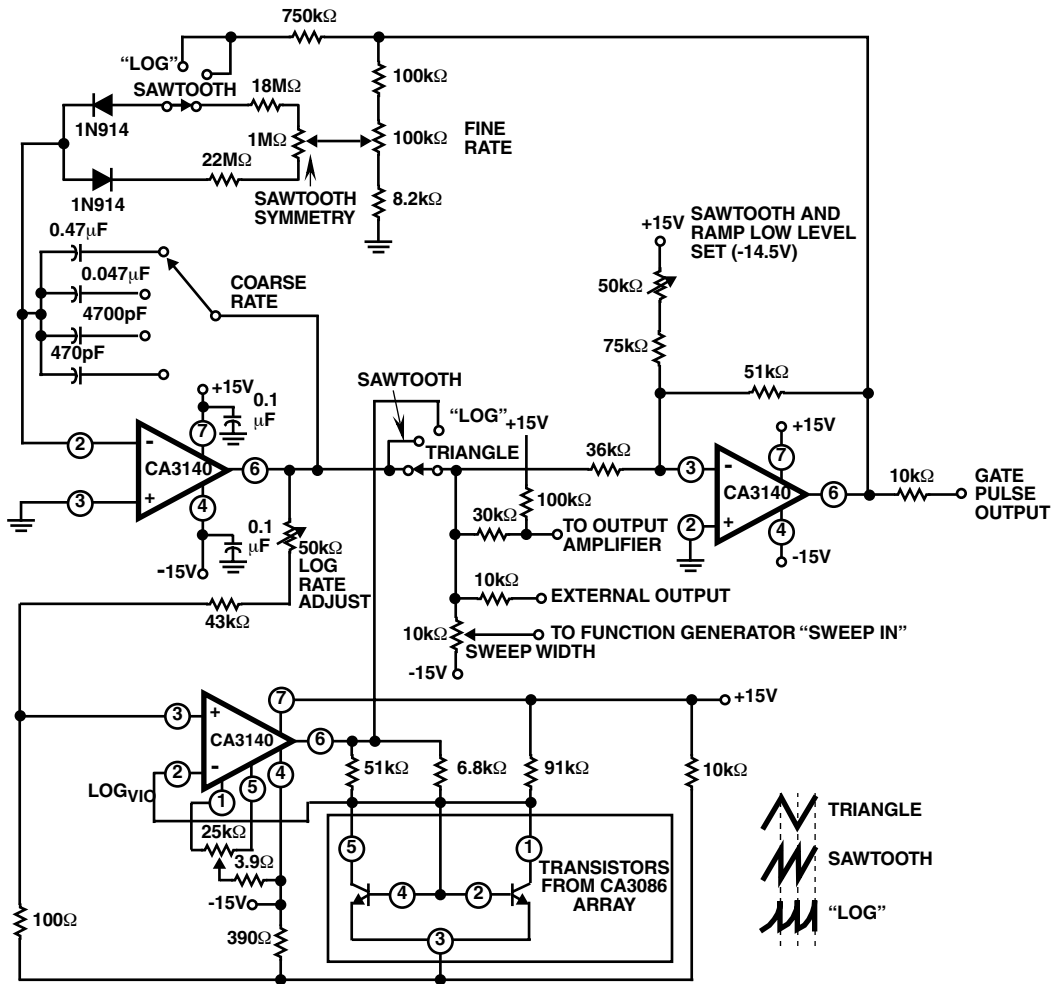 750kΩ
“LOG”
SAWTOOTH
100kΩ
18MΩ
1N914
1MΩ
100kΩ
FINE
RATE
22MΩ
1N914
SAWTOOTH
SYMMETRY
8.2kΩ
0.47μF
0.047μF
4700pF
470pF
COARSE
RATE
+15V
SAWTOOTH AND
RAMP LOW LEVEL
SET (-14.5V)
50kΩ
75kΩ
51kΩ
+15V
0.1
μF
7
2
-
CA3140
6
3
+
4
0.1
μF
-15V
SAWTOOTH
“LOG”
+15V
TRIANGLE
36kΩ
100kΩ
30kΩ
TO OUTPUT
AMPLIFIER
3
-
+15V
7
CA3140
6
2
+
4
-15V
10kΩ
GATE
PULSE
OUTPUT
50kΩ
LOG
RATE
ADJUST
43kΩ
10kΩ
EXTERNAL OUTPUT
10kΩ
TO FUNCTION GENERATOR “SWEEP IN”
SWEEP WIDTH
-15V
7
+15V
3
+
CA3140
6
2
-
4
5
1
LOGVIO
51kΩ
6.8kΩ
91kΩ
10kΩ
25kΩ
3.9Ω
-15V
390Ω
100Ω
5
1
4
2
3
TRANSISTORS
FROM CA3086
ARRAY
TRIANGLE
SAWTOOTH
“LOG”